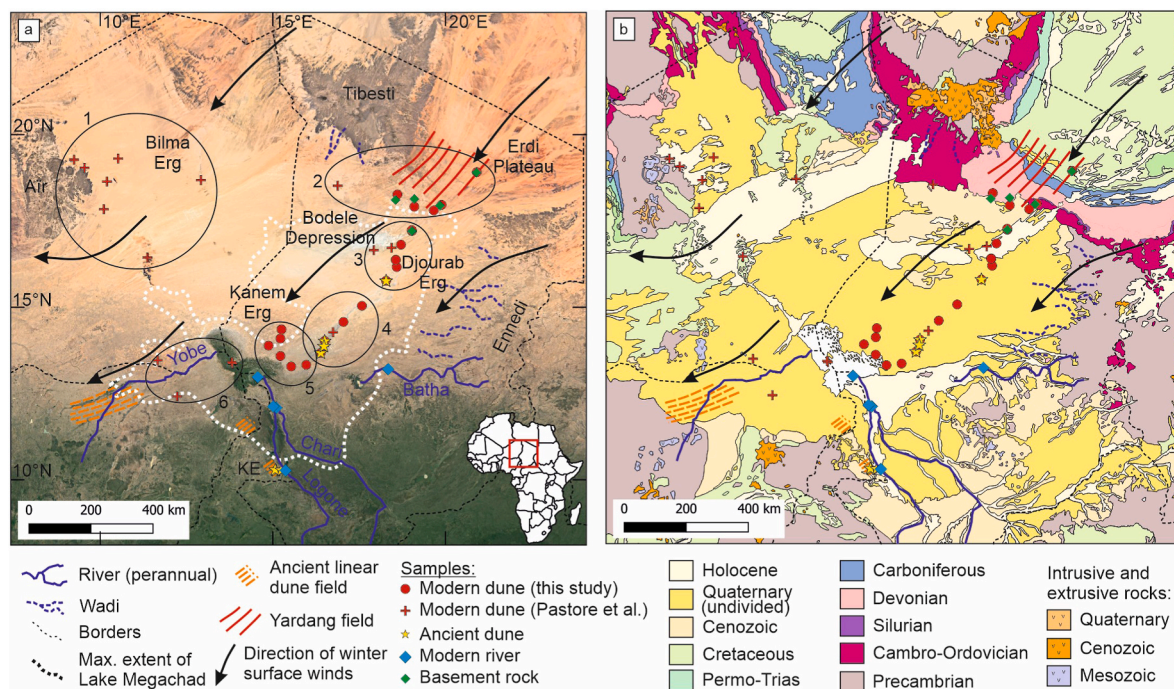 a
10°E
15°E
20°E
Tibesti
20°N
1
Bilma
Erg
Erdi
Plateau
Aïr
2
Bodele
Depression
3
Djourab
Erg
15°N
Kanem
Erg
4
Ennedi
Yobe
5
Batha
6
Chari
10°N
KE
Logone
0 200 400 km
b
0 200 400 km
River (perannual)
Wadi
Borders
Max. extent of
Lake Megachad
Ancient linear
dune field
Yardang field
Direction of winter
surface winds
Samples:
Modern dune (this study)
Modern dune (Pastore et al.)
Ancient dune
Modern river
Basement rock
Holocene
Quaternary
(undivided)
Cenozoic
Cretaceous
Permo-Trias
Carboniferous
Devonian
Silurian
Cambro-Ordovician
Precambrian
Intrusive and
extrusive rocks:
Quaternary
Cenozoic
Mesozoic